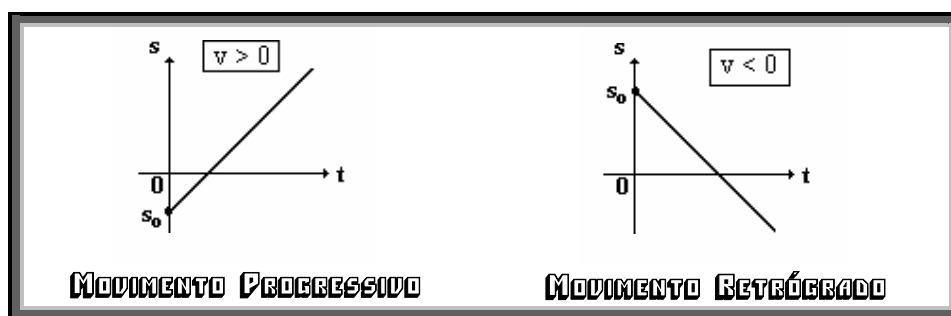 s
v > 0
0
t
s₀
Movimento Progressivo
s
v < 0
s₀
0
t
Movimento Retrógrado